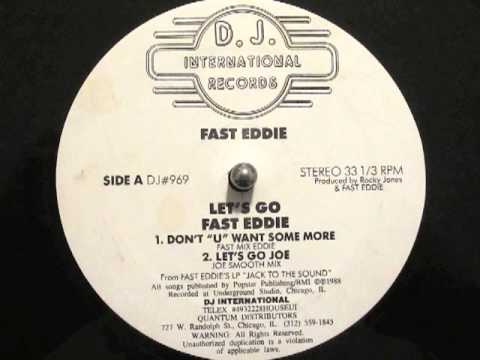 D.J.
INTERNATIONAL
RECORDS
FAST EDDIE
SIDE A DJ#969
STEREO 33 1/3 RPM
Produced by Rocky Jones
& FAST EDDIE
LET'S GO
FAST EDDIE
1. DON'T "U" WANT SOME MORE
FAST MIX EDDIE
2. LET'S GO JOE
JOE SMOOTH MIX
From FAST EDDIE'S LP "JACK TO THE SOUND"
All songs published by Popstar Publishing/BMI ℗©1988
Recorded at Underground Studio, Chicago, IL
DJ INTERNATIONAL
TELEX #4932228HOUSEUI
QUANTUM DISTRIBUTORS
727 W. Randolph St., Chicago, IL (312) 559-1845
WARNING: All Rights Reserved.
Unauthorized duplication is a violation
of applicable laws.